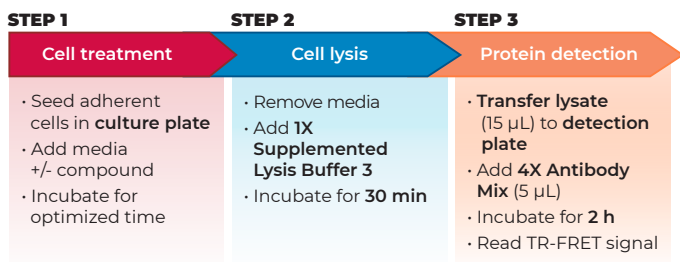 STEP 1
Cell treatment
· Seed adherent
cells in culture plate
· Add media
+/- compound
· Incubate for
optimized time
STEP 2
Cell lysis
· Remove media
· Add 1X
Supplemented
Lysis Buffer 3
· Incubate for 30 min
STEP 3
Protein detection
· Transfer lysate
(15 µL) to detection
plate
· Add 4X Antibody
Mix (5 µL)
· Incubate for 2 h
· Read TR-FRET signal